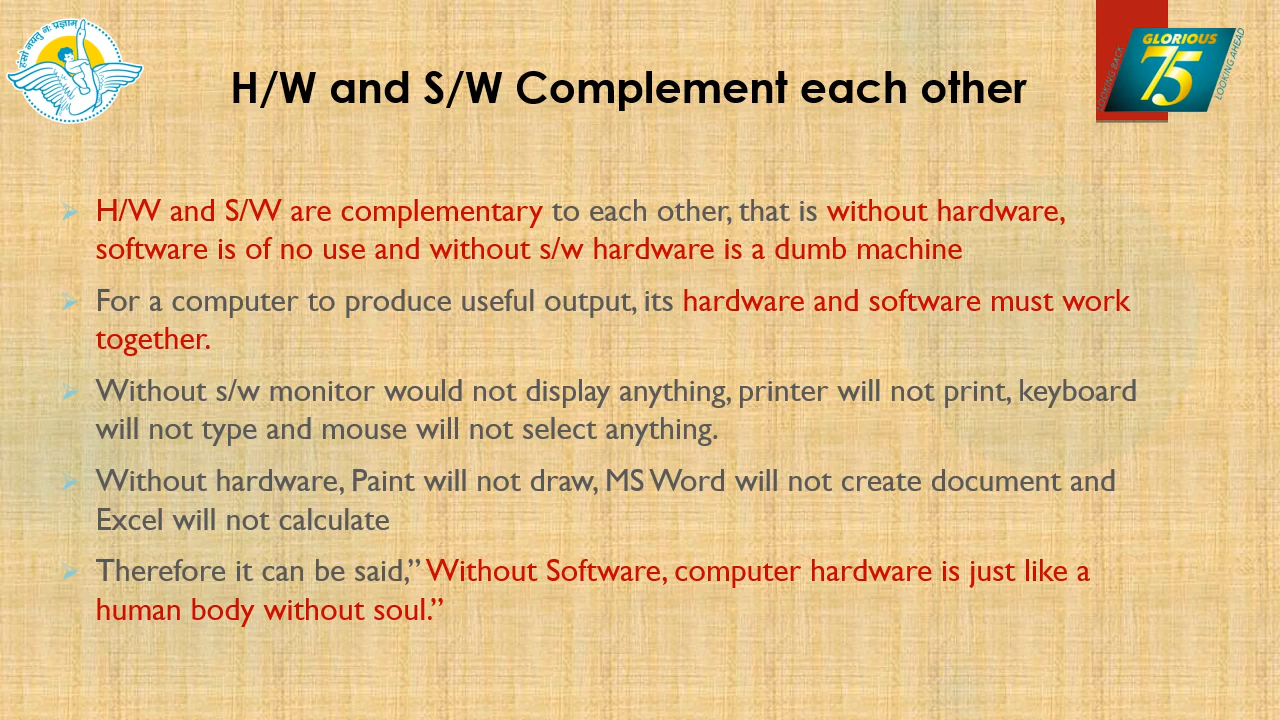 हंसो नयतु नः प्रज्ञाम्
H/W and S/W Complement each other
GLORIOUS
75
LOOKING BACK
LOOKING AHEAD
➢ H/W and S/W are complementary to each other, that is without hardware,
software is of no use and without s/w hardware is a dumb machine
➢ For a computer to produce useful output, its hardware and software must work
together.
➢ Without s/w monitor would not display anything, printer will not print, keyboard
will not type and mouse will not select anything.
➢ Without hardware, Paint will not draw, MS Word will not create document and
Excel will not calculate
➢ Therefore it can be said,” Without Software, computer hardware is just like a
human body without soul.”